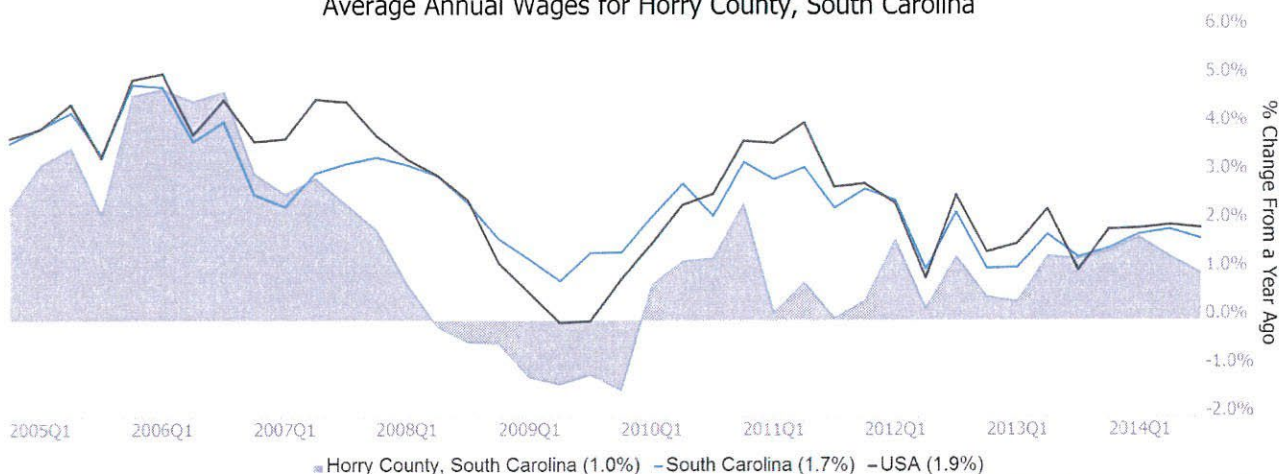 Average Annual Wages for Horry County, South Carolina
6.0%
5.0%
4.0%
3.0%
2.0%
1.0%
0.0%
-1.0%
-2.0%
% Change From a Year Ago
2005Q1 2006Q1 2007Q1 2008Q1 2009Q1 2010Q1 2011Q1 2012Q1 2013Q1 2014Q1
Horry County, South Carolina (1.0%) South Carolina (1.7%) USA (1.9%)